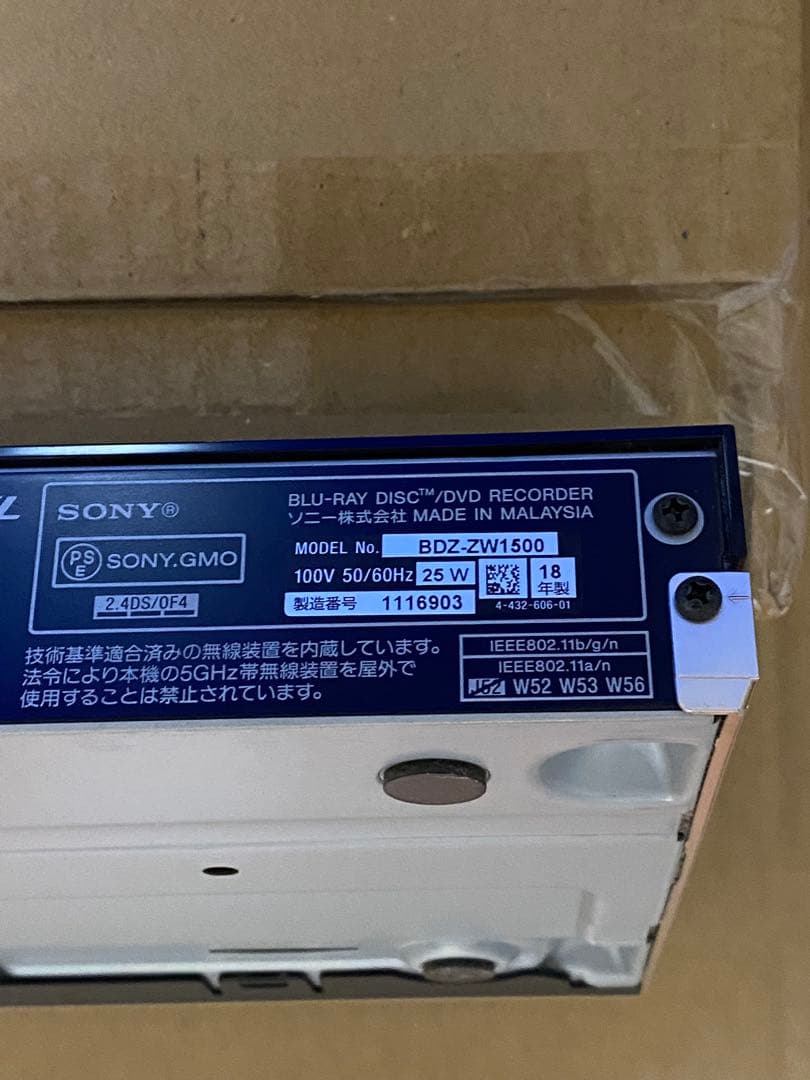 SONY®
BLU-RAY DISC™/DVD RECORDER
ソニー株式会社 MADE IN MALAYSIA
PSE SONY.GMO
MODEL No. BDZ-ZW1500
100V 50/60Hz 25 W 18年製
2.4DS/OF4
製造番号 1116903
4-432-606-01
技術基準適合済みの無線装置を内蔵しています。
法令により本機の5GHz帯無線装置を屋外で
使用することは禁止されています。
IEEE802.11b/g/n
IEEE802.11a/n
J52 W52 W53 W56